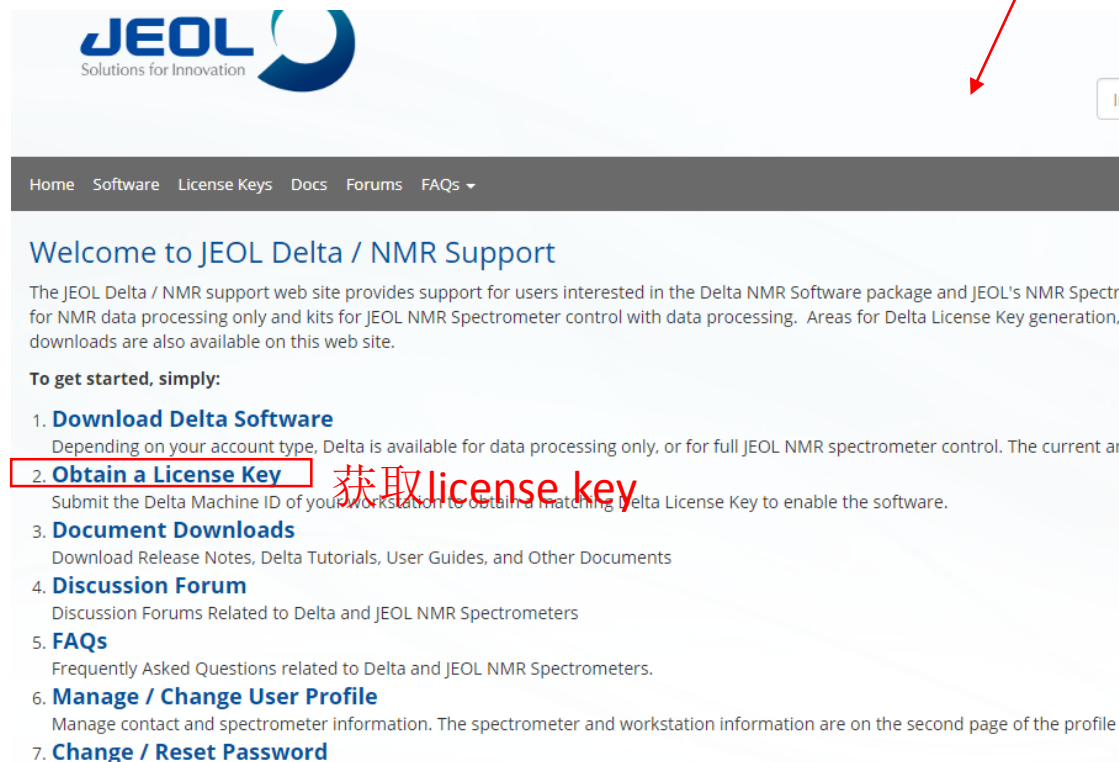 JEOL
Solutions for Innovation
Home Software License Keys Docs Forums FAQs
Welcome to JEOL Delta / NMR Support
The JEOL Delta / NMR support web site provides support for users interested in the Delta NMR Software package and JEOL's NMR
for NMR data processing only and kits for JEOL NMR Spectrometer control with data processing. Areas for Delta License Key generation,
downloads are also available on this web site.
To get started, simply:
1. Download Delta Software
Depending on your account type, Delta is available for data processing only, or for full JEOL NMR spectrometer control. The current
2. Obtain a License Key
获取license key
Submit the Delta Machine ID of your workstation to obtain a matching Delta License Key to enable the software.
3. Document Downloads
Download Release Notes, Delta Tutorials, User Guides, and Other Documents
4. Discussion Forum
Discussion Forums Related to Delta and JEOL NMR Spectrometers
5. FAQs
Frequently Asked Questions related to Delta and JEOL NMR Spectrometers.
6. Manage / Change User Profile
Manage contact and spectrometer information. The spectrometer and workstation information are on the second page of the profile
7. Change / Reset Password